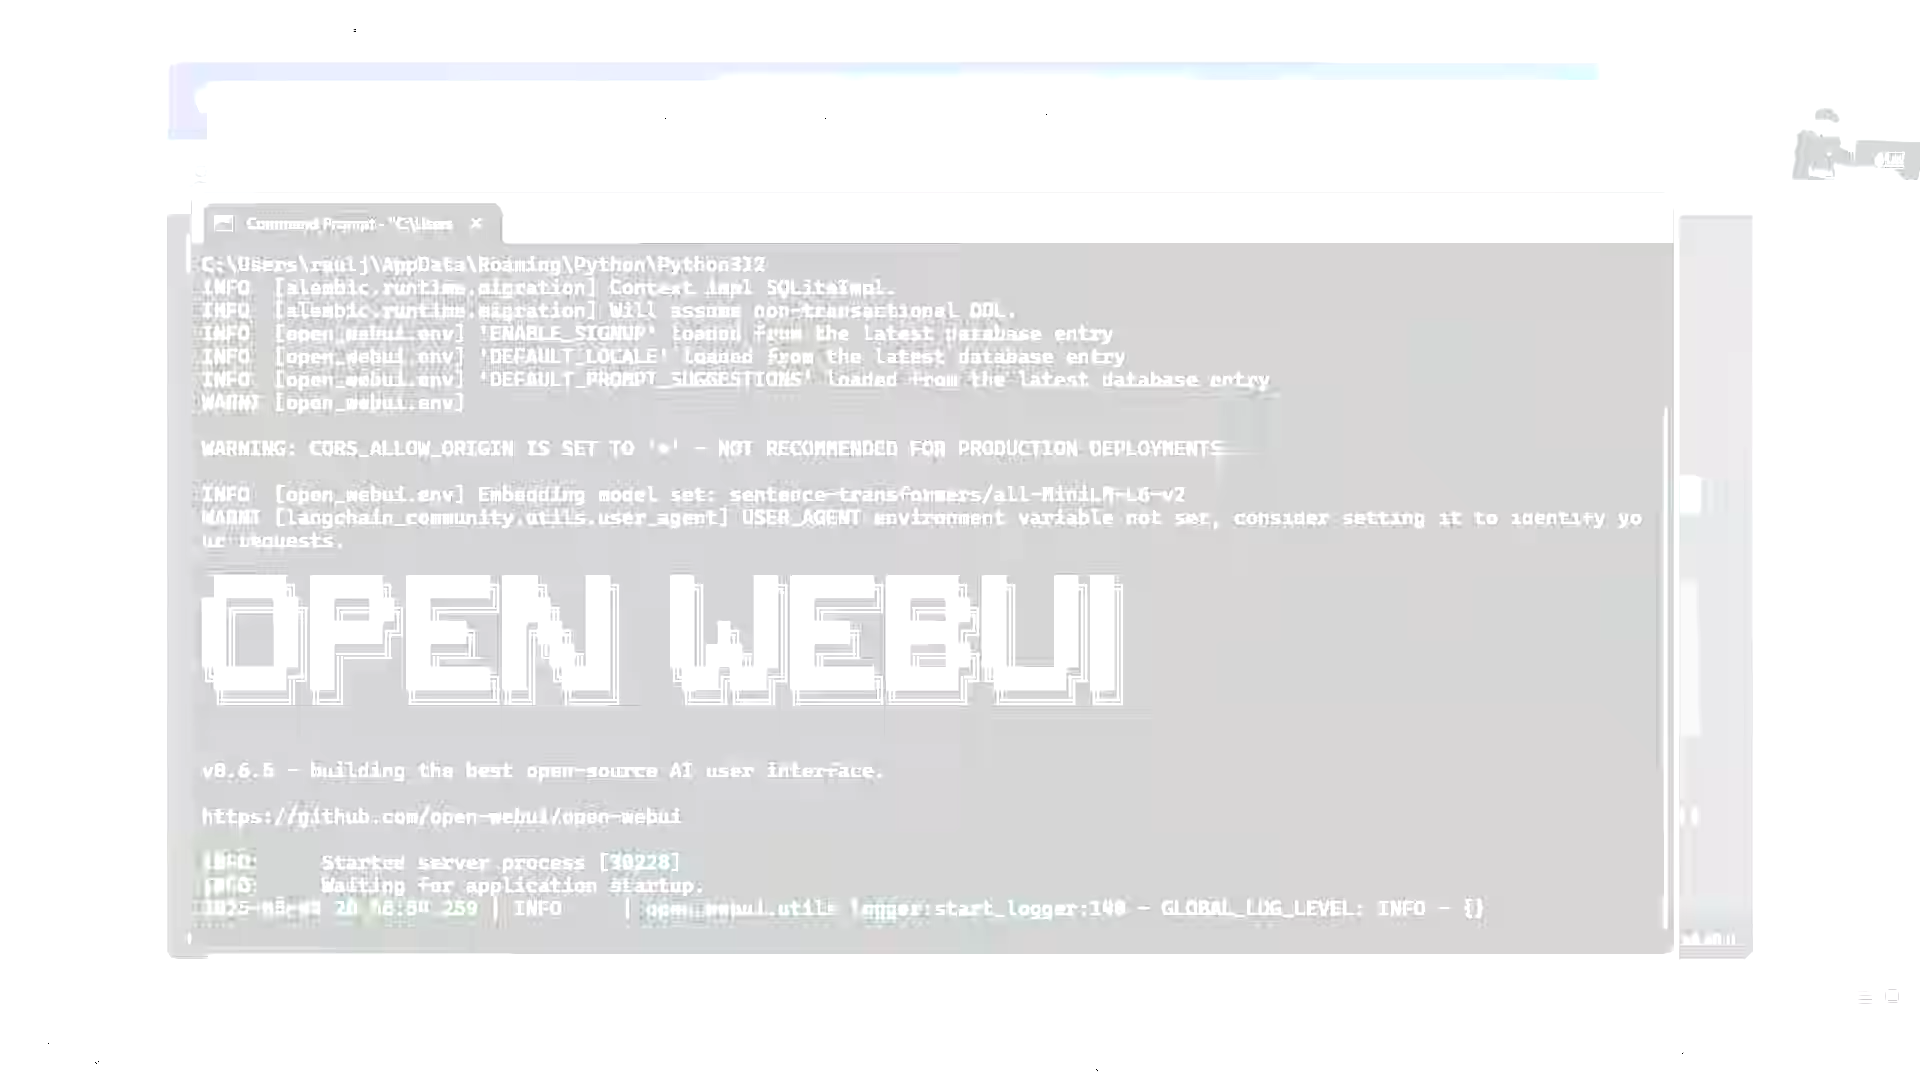 Command Prompt - "C:\Users
C:\Users\raulj\AppData\Roaming\Python\Python312
INFO  [alembic.runtime.migration] Context impl SQLiteImpl.
INFO  [alembic.runtime.migration] Will assume non-transactional DDL.
INFO  [open_webui.env] 'ENABLE_SIGNUP' loaded from the latest database entry
INFO  [open_webui.env] 'DEFAULT_LOCALE' loaded from the latest database entry
INFO  [open_webui.env] 'DEFAULT_PROMPT_SUGGESTIONS' loaded from the latest database entry
WARNI [open_webui.env]
WARNING: CORS_ALLOW_ORIGIN IS SET TO '*' - NOT RECOMMENDED FOR PRODUCTION DEPLOYMENTS
INFO  [open_webui.env] Embedding model set: sentence-transformers/all-MiniLM-L6-v2
WARNI [langchain_community.utils.user_agent] USER_AGENT environment variable not set, consider setting it to identify yo
ur requests.
OPEN WEBUI
v0.6.5 - building the best open-source AI user interface.
https://github.com/open-webui/open-webui
INFO:     Started server process [30228]
INFO:     Waiting for application startup.
| INFO     | open_webui.utils.logger:start_logger:140 - GLOBAL_LOG_LEVEL: INFO - {}